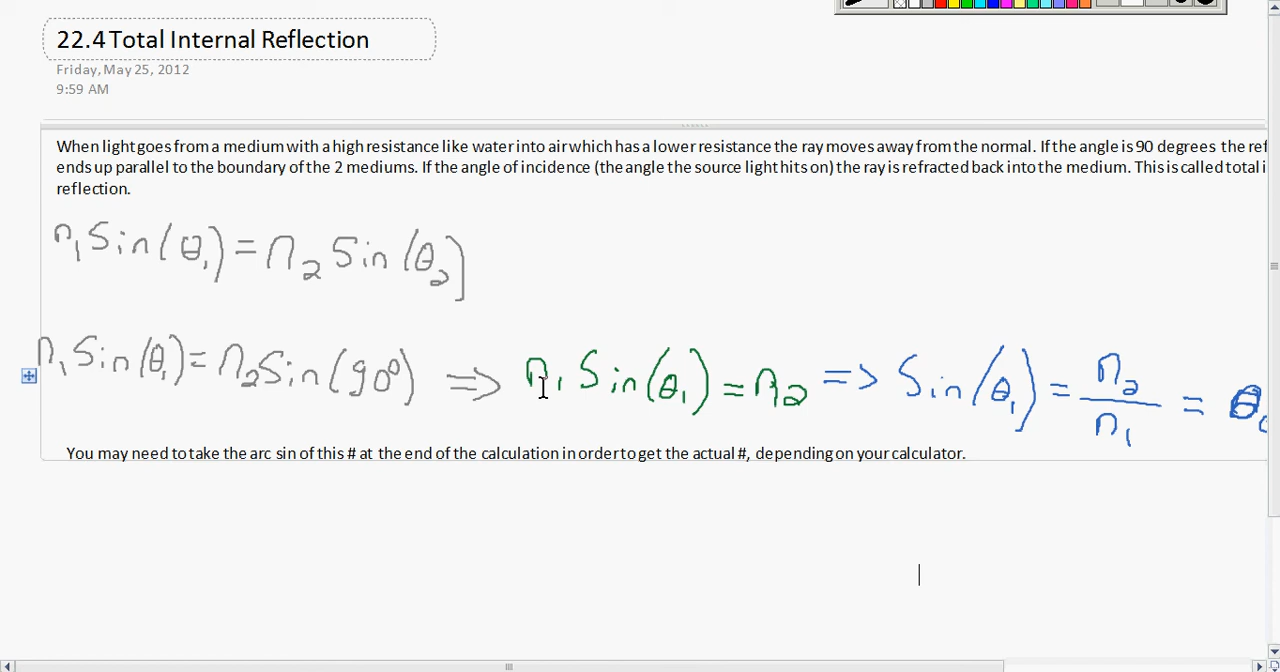 22.4 Total Internal Reflection
Friday, May 25, 2012
9:59 AM
When light goes from a medium with a high resistance like water into air which has a lower resistance the ray moves away from the normal. If the angle is 90 degrees the ref
ends up parallel to the boundary of the 2 mediums. If the angle of incidence (the angle the source light hits on) the ray is refracted back into the medium. This is called total i
reflection.
n₁ Sin(θ₁) = n₂ Sin(θ₂)
n₁ Sin(θ₁) = n₂ Sin(90°) => n₁ Sin(θ₁) = n₂ => Sin(θ₁) = n₂/n₁ = θc
You may need to take the arc sin of this # at the end of the calculation in order to get the actual #, depending on your calculator.